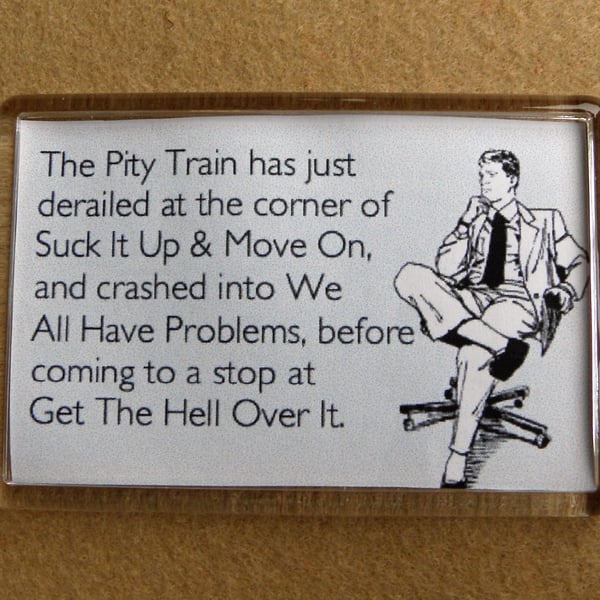 The Pity Train has just
derailed at the corner of
Suck It Up & Move On,
and crashed into We
All Have Problems, before
coming to a stop at
Get The Hell Over It.